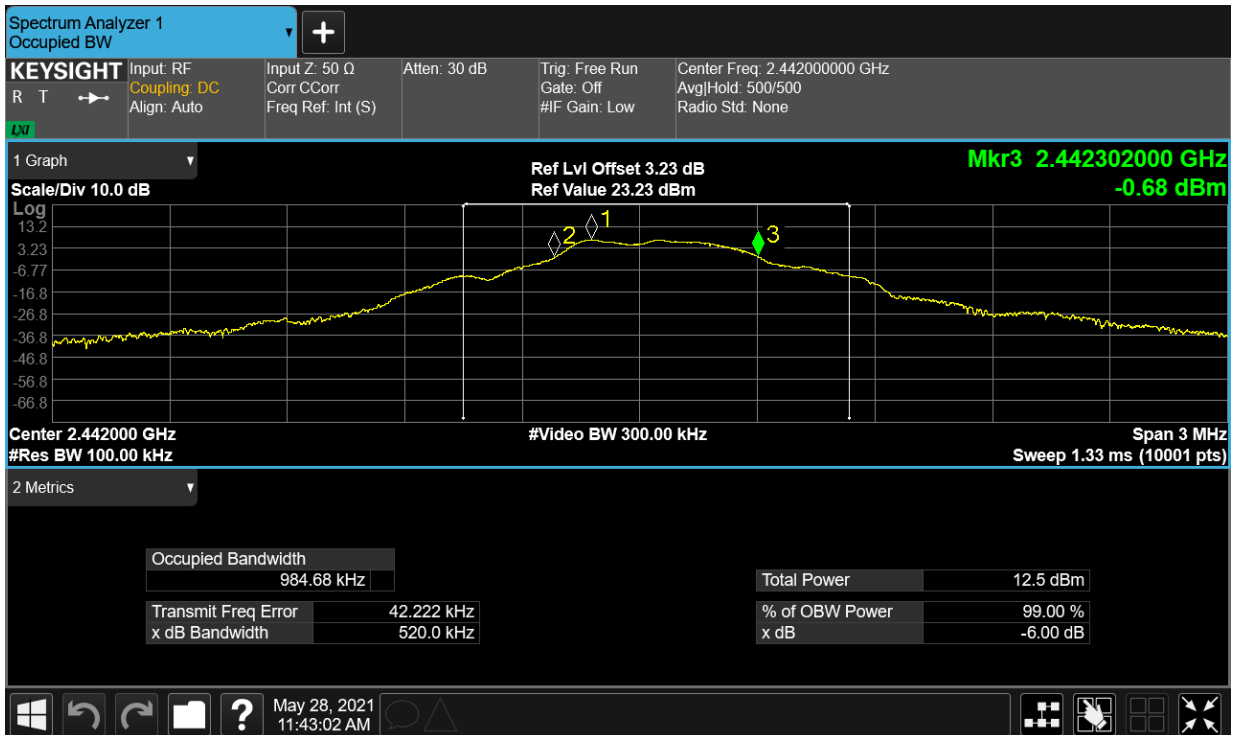 Spectrum Analyzer 1
Occupied BW
KEYSIGHT
R T
LXI
Input: RF
Coupling: DC
Align: Auto
Input Z: 50 Ω
Corr CCorr
Freq Ref: Int (S)
Atten: 30 dB
Trig: Free Run
Gate: Off
#IF Gain: Low
Center Freq: 2.442000000 GHz
Avg|Hold: 500/500
Radio Std: None
1 Graph
Scale/Div 10.0 dB
Ref Lvl Offset 3.23 dB
Ref Value 23.23 dBm
Mkr3 2.442302000 GHz
-0.68 dBm
Log
13.2
3.23
-6.77
-16.8
-26.8
-36.8
-46.8
-56.8
-66.8
2
1
3
Center 2.442000 GHz
#Res BW 100.00 kHz
#Video BW 300.00 kHz
Span 3 MHz
Sweep 1.33 ms (10001 pts)
2 Metrics
Occupied Bandwidth
984.68 kHz
Transmit Freq Error 42.222 kHz
x dB Bandwidth 520.0 kHz
Total Power 12.5 dBm
% of OBW Power 99.00 %
x dB -6.00 dB
?
May 28, 2021
11:43:02 AM